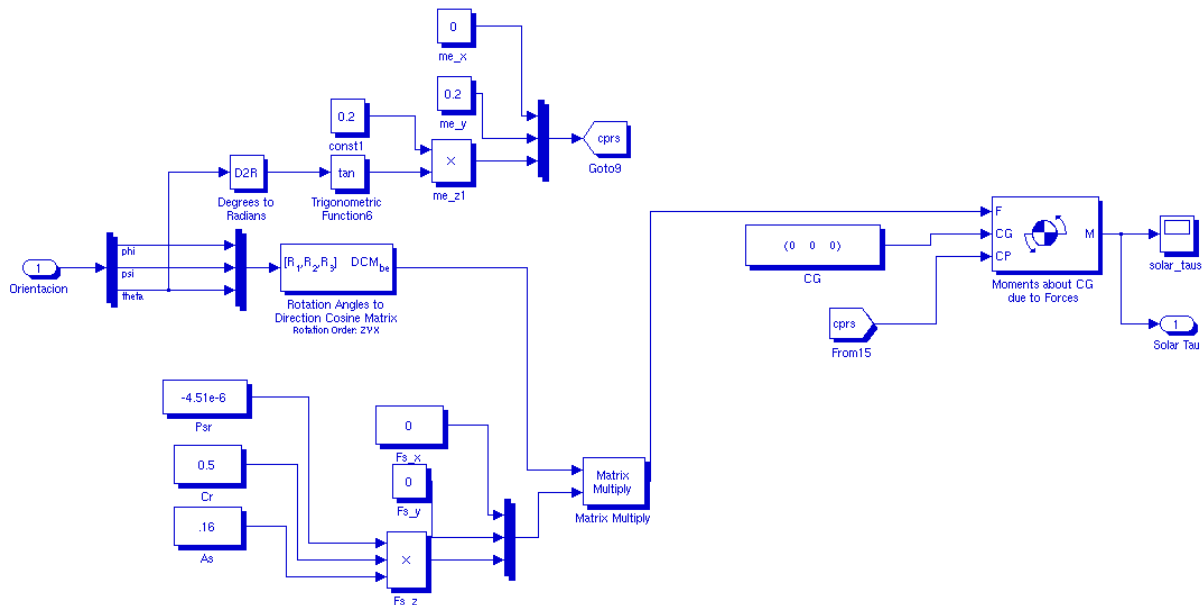 0
me_x
0.2
me_y
0.2
const1
cprs
Goto9
D2R
Degrees to
Radians
tan
Trigonometric
Function6
×
me_z1
F
CG
CP
M
Moments about CG
due to Forces
solar_taus
(0 0 0)
CG
1
Orientacion
phi
psi
theta
[R1,R2,R3] DCMbe
Rotation Angles to
Direction Cosine Matrix
Rotation Order: ZYX
cprs
From15
1
Solar Tau
-4.51e-6
Psr
0
Fs_x
0.5
Cr
0
Fs_y
Matrix
Multiply
Matrix Multiply
.16
As
×
Fs_z